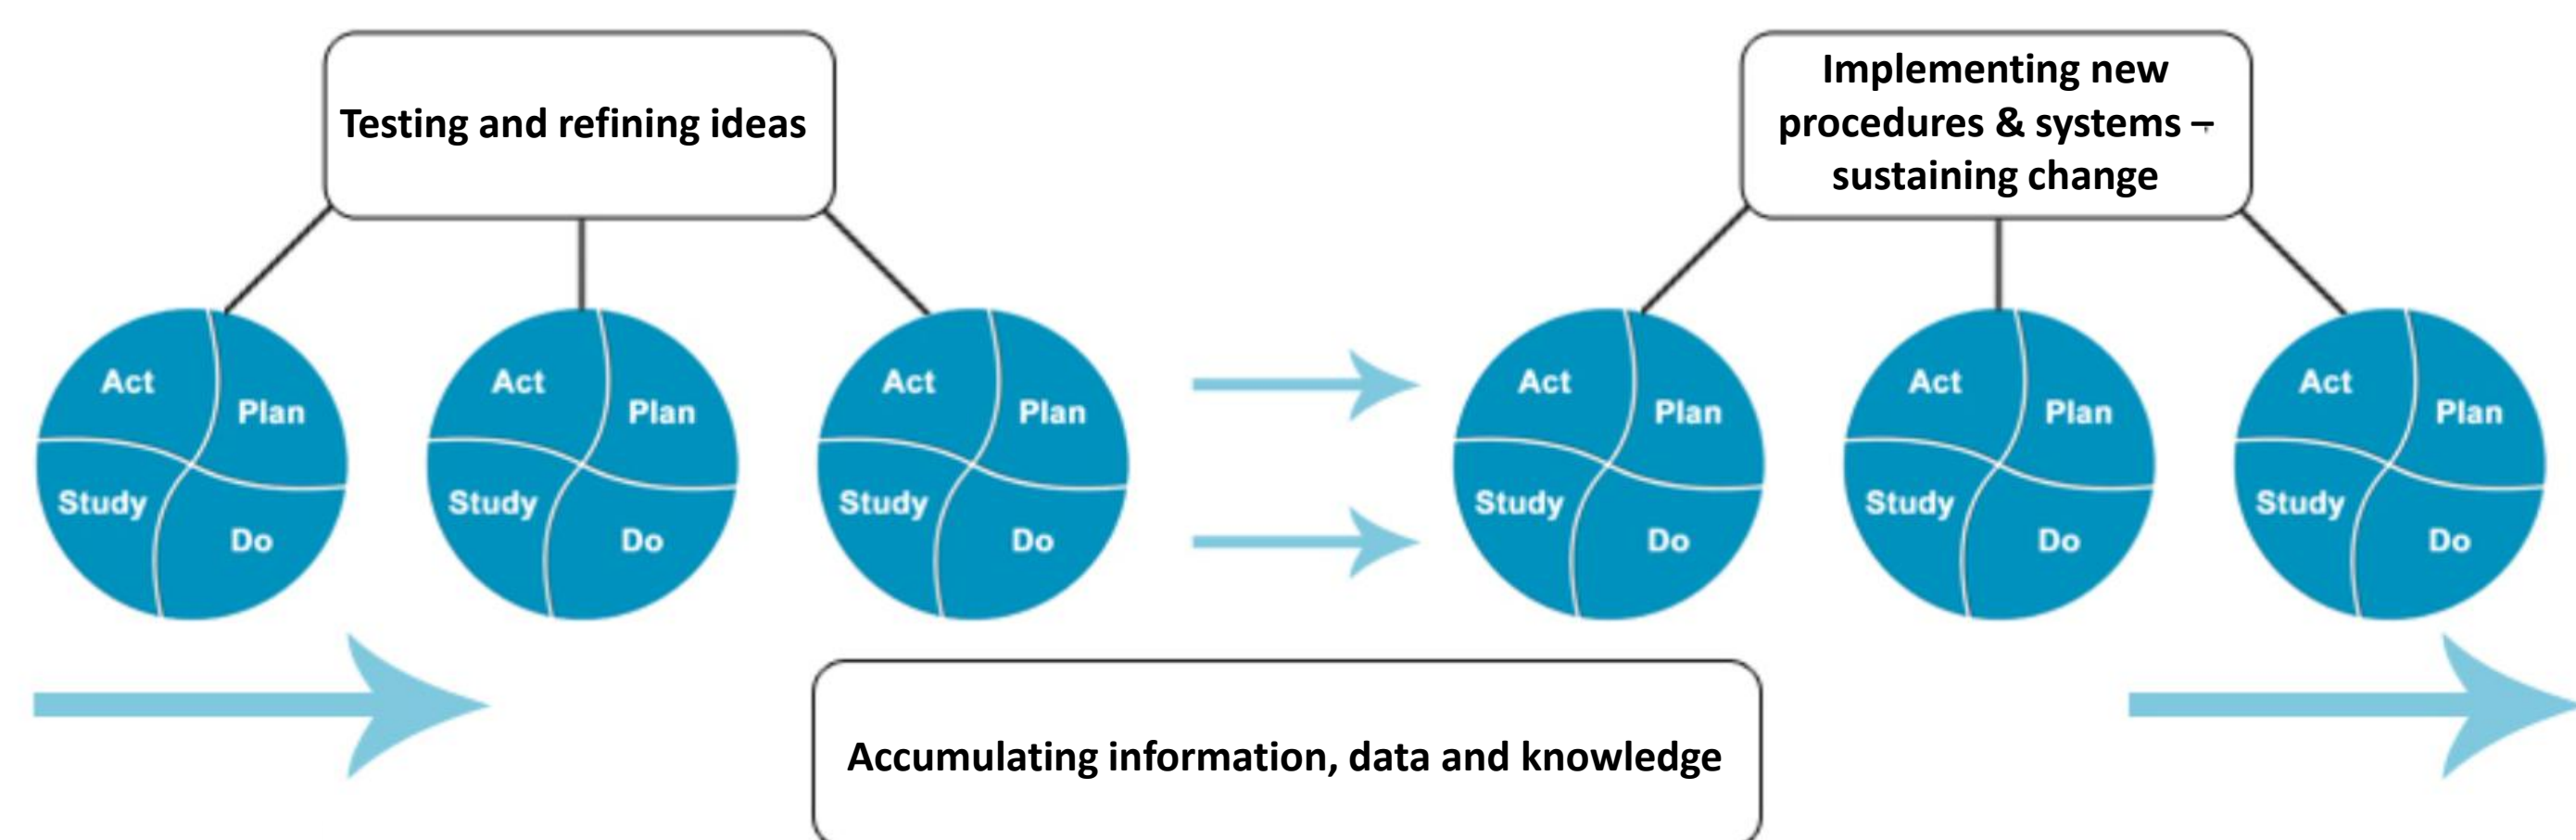 Testing and refining ideas
Implementing new
procedures & systems –
sustaining change
Act
Plan
Study
Do
Act
Plan
Study
Do
Act
Plan
Study
Do
Act
Plan
Study
Do
Act
Plan
Study
Do
Act
Plan
Study
Do
Accumulating information, data and knowledge